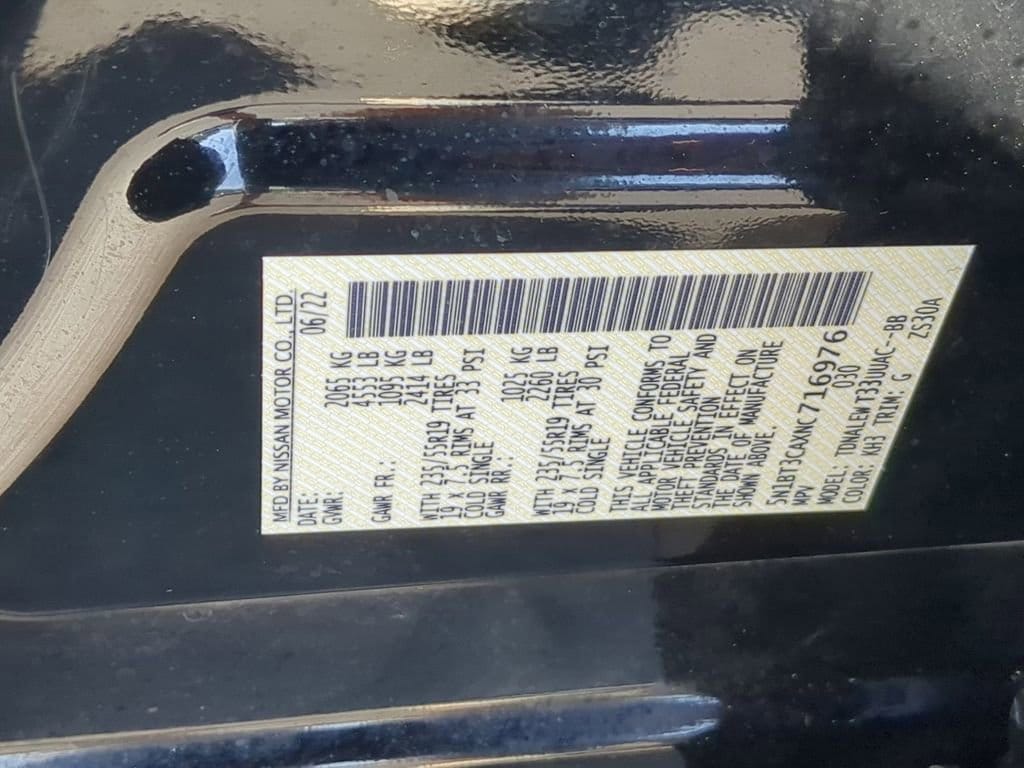 MFD BY NISSAN MOTOR CO., LTD.
DATE: 06/22
GVWR: 2065 KG
4553 LB
GAWR FR.: 1095 KG
2414 LB
WITH 235/55R19 TIRES
19 x 7.5 RIMS AT 33 PSI
COLD SINGLE
GAWR RR.: 1025 KG
2260 LB
WITH 235/55R19 TIRES
19 x 7.5 RIMS AT 30 PSI
COLD SINGLE
THIS VEHICLE CONFORMS TO
ALL APPLICABLE FEDERAL
MOTOR VEHICLE SAFETY AND
THEFT PREVENTION
STANDARDS IN EFFECT ON
THE DATE OF MANUFACTURE
SHOWN ABOVE.
5N1BT3CAXNC716976
MPV 030
MODEL: TDNALEWT33UUAC--BB
COLOR: KH3 TRIM: G ZS30A